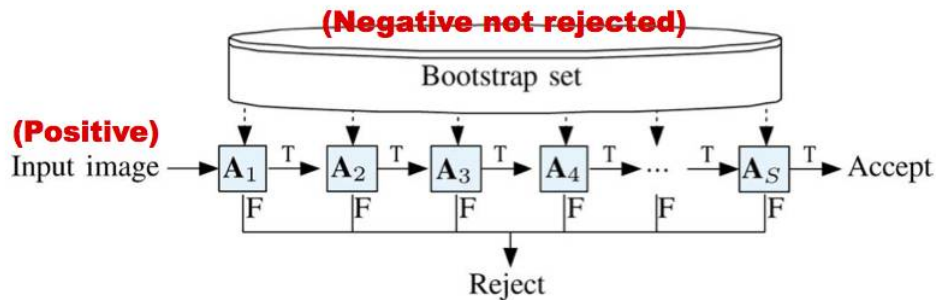 (Negative not rejected)
Bootstrap set
(Positive)
Input image A1 T A2 T A3 T A4 T ... T AS T Accept
F F F F F F
Reject